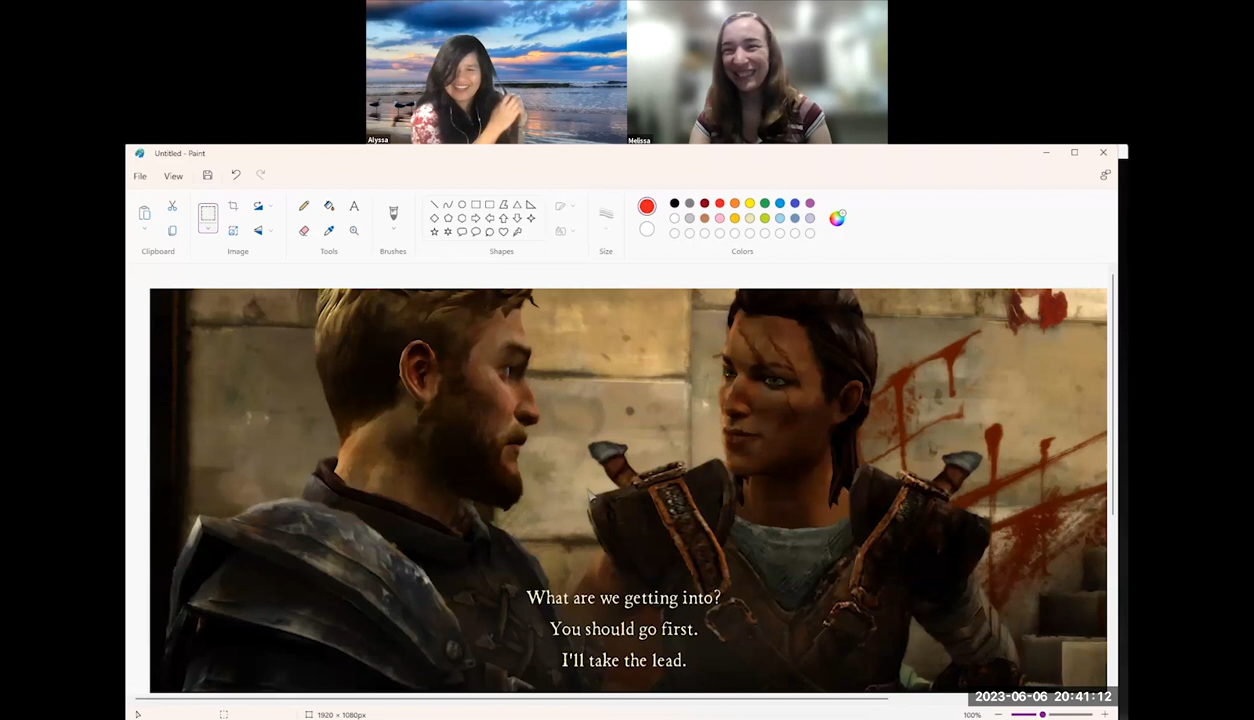 Alyssa
Melissa
Untitled - Paint
File
View
Clipboard
Image
Tools
Brushes
Shapes
Size
Colors
A
What are we getting into?
You should go first.
I'll take the lead.
2023-06-06 20:41:12
1920 × 1080px
100%